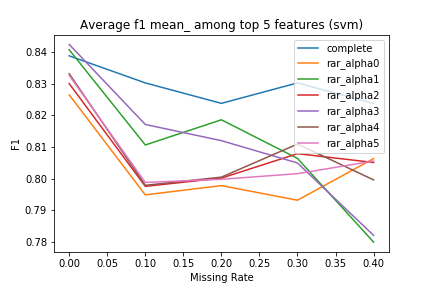 Average f1 mean_ among top 5 features (svm)
F1
0.84
0.83
0.82
0.81
0.80
0.79
0.78
complete
rar_alpha0
rar_alpha1
rar_alpha2
rar_alpha3
rar_alpha4
rar_alpha5
0.00 0.05 0.10 0.15 0.20 0.25 0.30 0.35 0.40
Missing Rate